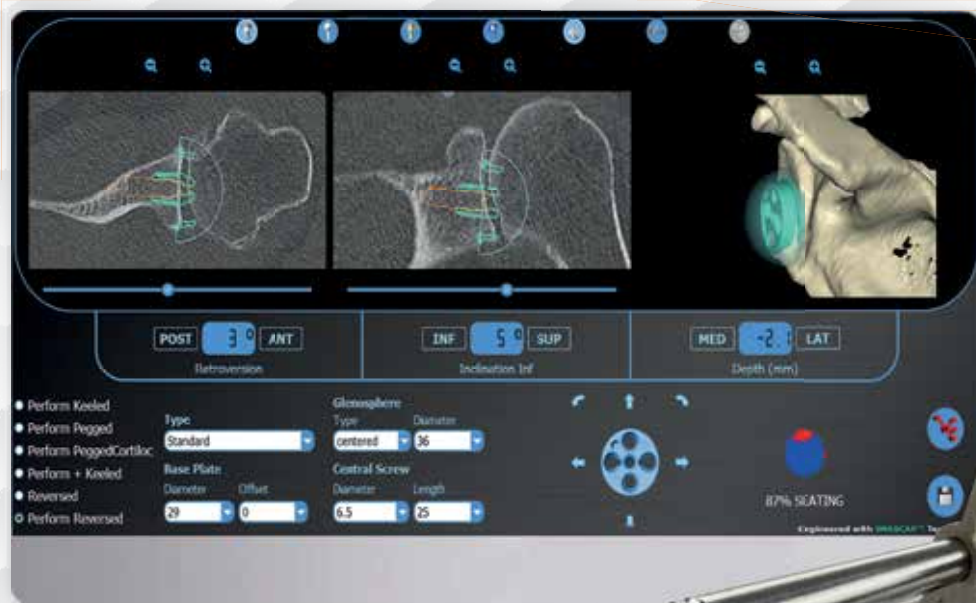 POST 3° ANT
Retroversion
INF 5° SUP
Inclination Inf
MED -2.1 LAT
Depth (mm)
Perform Keeled
Perform Pegged
Perform PeggedCortiloc
Perform + Keeled
Reversed
Perform Reversed
Type
Standard
Base Plate
Diameter Offset
29 0
Glenosphere
Type Diameter
centered 36
Central Screw
Diameter Length
6.5 25
87% SEATING
Engineered with IMASCAP™